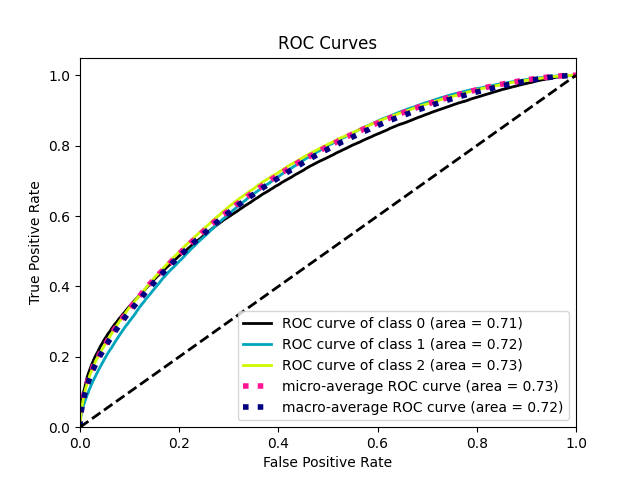 ROC Curves
True Positive Rate
1.0
0.8
0.6
0.4
0.2
0.0
ROC curve of class 0 (area = 0.71)
ROC curve of class 1 (area = 0.72)
ROC curve of class 2 (area = 0.73)
micro-average ROC curve (area = 0.73)
macro-average ROC curve (area = 0.72)
0.0 0.2 0.4 0.6 0.8 1.0
False Positive Rate